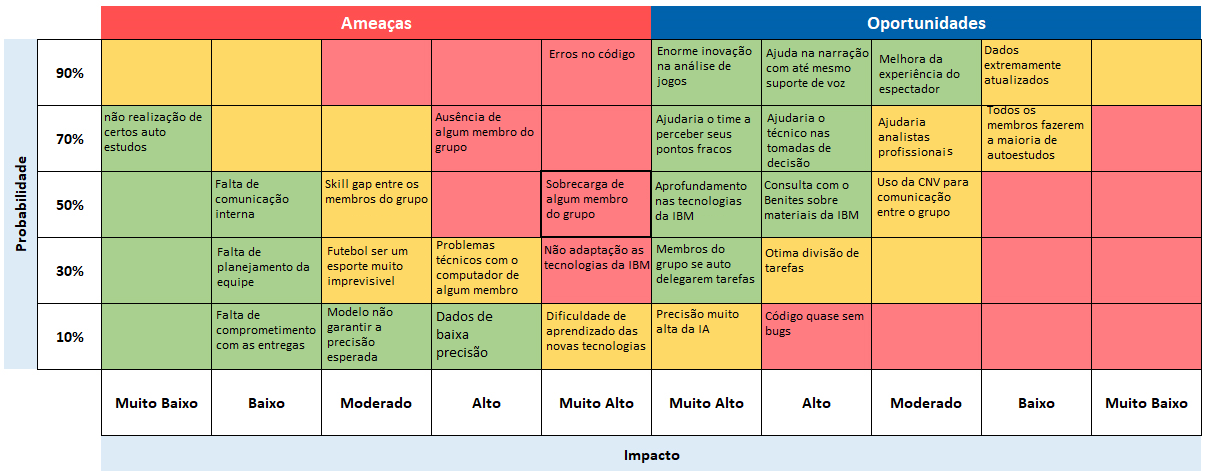 Ameaças
Oportunidades
Probabilidade
90%
Erros no código
Enorme inovação
na análise de
jogos
Ajuda na narração
com até mesmo
suporte de voz
Melhora da
experiência do
espectador
Dados
extremamente
atualizados
70%
não realização de
certos auto
estudos
Ausência de
algum membro do
grupo
Ajudaria o time a
perceber seus
pontos fracos
Ajudaria o
técnico nas
tomadas de
decisão
Ajudaria
analistas
profissionais
Todos os
membros fazerem
a maioria de
autoestudos
50%
Falta de
comunicação
interna
Skill gap entre os
membros do grupo
Sobrecarga de
algum membro
do grupo
Aprofundamento
nas tecnologias
da IBM
Consulta com o
Benites sobre
materiais da IBM
Uso da CNV para
comunicação
entre o grupo
30%
Falta de
planejamento da
equipe
Futebol ser um
esporte muito
imprevisivel
Problemas
técnicos com o
computador de
algum membro
Não adaptação as
tecnologias da IBM
Membros do
grupo se auto
delegarem tarefas
Otima divisão de
tarefas
10%
Falta de
comprometimento
com as entregas
Modelo não
garantir a
precisão
esperada
Dados de
baixa
precisão
Dificuldade de
aprendizado das
novas tecnologias
Precisão muito
alta da IA
Código quase sem
bugs
Muito Baixo
Baixo
Moderado
Alto
Muito Alto
Muito Alto
Alto
Moderado
Baixo
Muito Baixo
Impacto